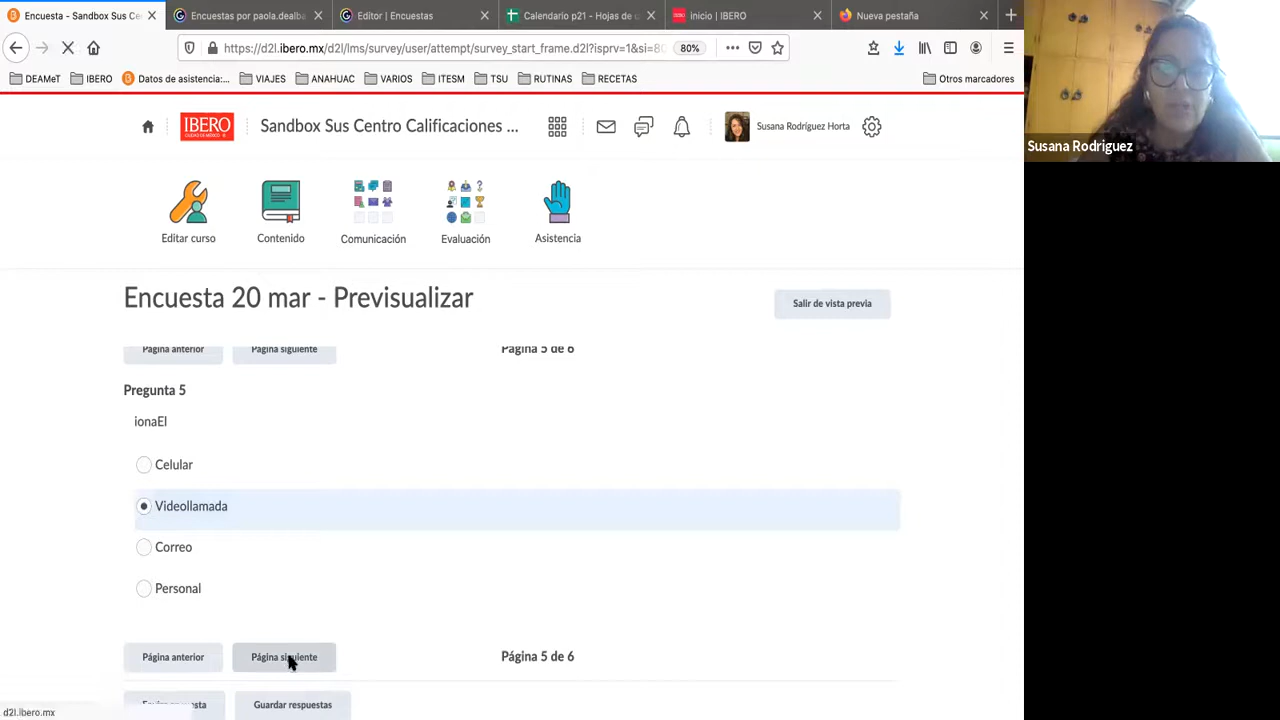 Encuesta - Sandbox Sus Ce
Encuestas por paola.dealba
Editor | Encuestas
Calendario p21 - Hojas de
inicio | IBERO
Nueva pestaña
https://d2l.ibero.mx/d2l/lms/survey/user/attempt/survey_start_frame.d2l?isprv=1&si=80
80%
DEAMeT
IBERO
Datos de asistencia:...
VIAJES
ANAHUAC
VARIOS
ITESM
TSU
RUTINAS
RECETAS
Otros marcadores
IBERO
CIUDAD DE MÉXICO
Sandbox Sus Centro Calificaciones ...
Susana Rodríguez Horta
Susana Rodriguez
Editar curso
Contenido
Comunicación
Evaluación
Asistencia
Encuesta 20 mar - Previsualizar
Salir de vista previa
Página anterior
Página siguiente
Página 5 de 6
Pregunta 5
ionaEl
Celular
Videollamada
Correo
Personal
Página anterior
Página siguiente
Página 5 de 6
Guardar respuestas
d2l.ibero.mx